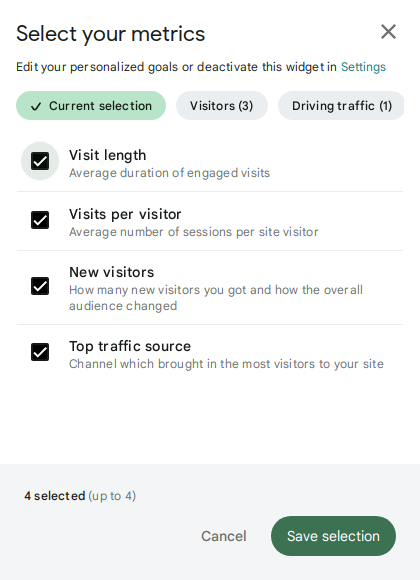 Select your metrics
Edit your personalized goals or deactivate this widget in Settings
Current selection
Visitors (3)
Driving traffic (1)
Visit length
Average duration of engaged visits
Visits per visitor
Average number of sessions per site visitor
New visitors
How many new visitors you got and how the overall
audience changed
Top traffic source
Channel which brought in the most visitors to your site
4 selected (up to 4)
Cancel
Save selection